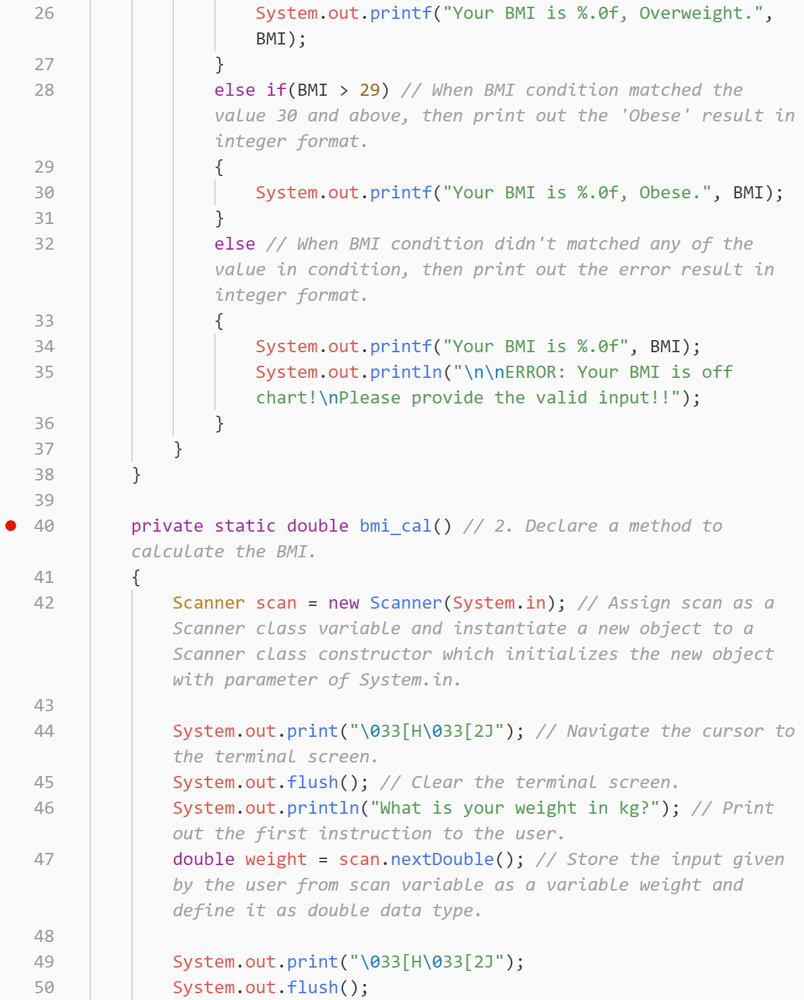 26 System.out.printf("Your BMI is %.0f, Overweight.",
BMI);
27 }
28 else if(BMI > 29) // When BMI condition matched the
value 30 and above, then print out the 'Obese' result in
integer format.
29 {
30 System.out.printf("Your BMI is %.0f, Obese.", BMI);
31 }
32 else // When BMI condition didn't matched any of the
value in condition, then print out the error result in
integer format.
33 {
34 System.out.printf("Your BMI is %.0f", BMI);
35 System.out.println("\n\nERROR: Your BMI is off
chart!\nPlease provide the valid input!!");
36 }
37 }
38 }
39
40 private static double bmi_cal() // 2. Declare a method to
calculate the BMI.
41 {
42 Scanner scan = new Scanner(System.in); // Assign scan as a
Scanner class variable and instantiate a new object to a
Scanner class constructor which initializes the new object
with parameter of System.in.
43
44 System.out.print("\033[H\033[2J"); // Navigate the cursor to
the terminal screen.
45 System.out.flush(); // Clear the terminal screen.
46 System.out.println("What is your weight in kg?"); // Print
out the first instruction to the user.
47 double weight = scan.nextDouble(); // Store the input given
by the user from scan variable as a variable weight and
define it as double data type.
48
49 System.out.print("\033[H\033[2J");
50 System.out.flush();